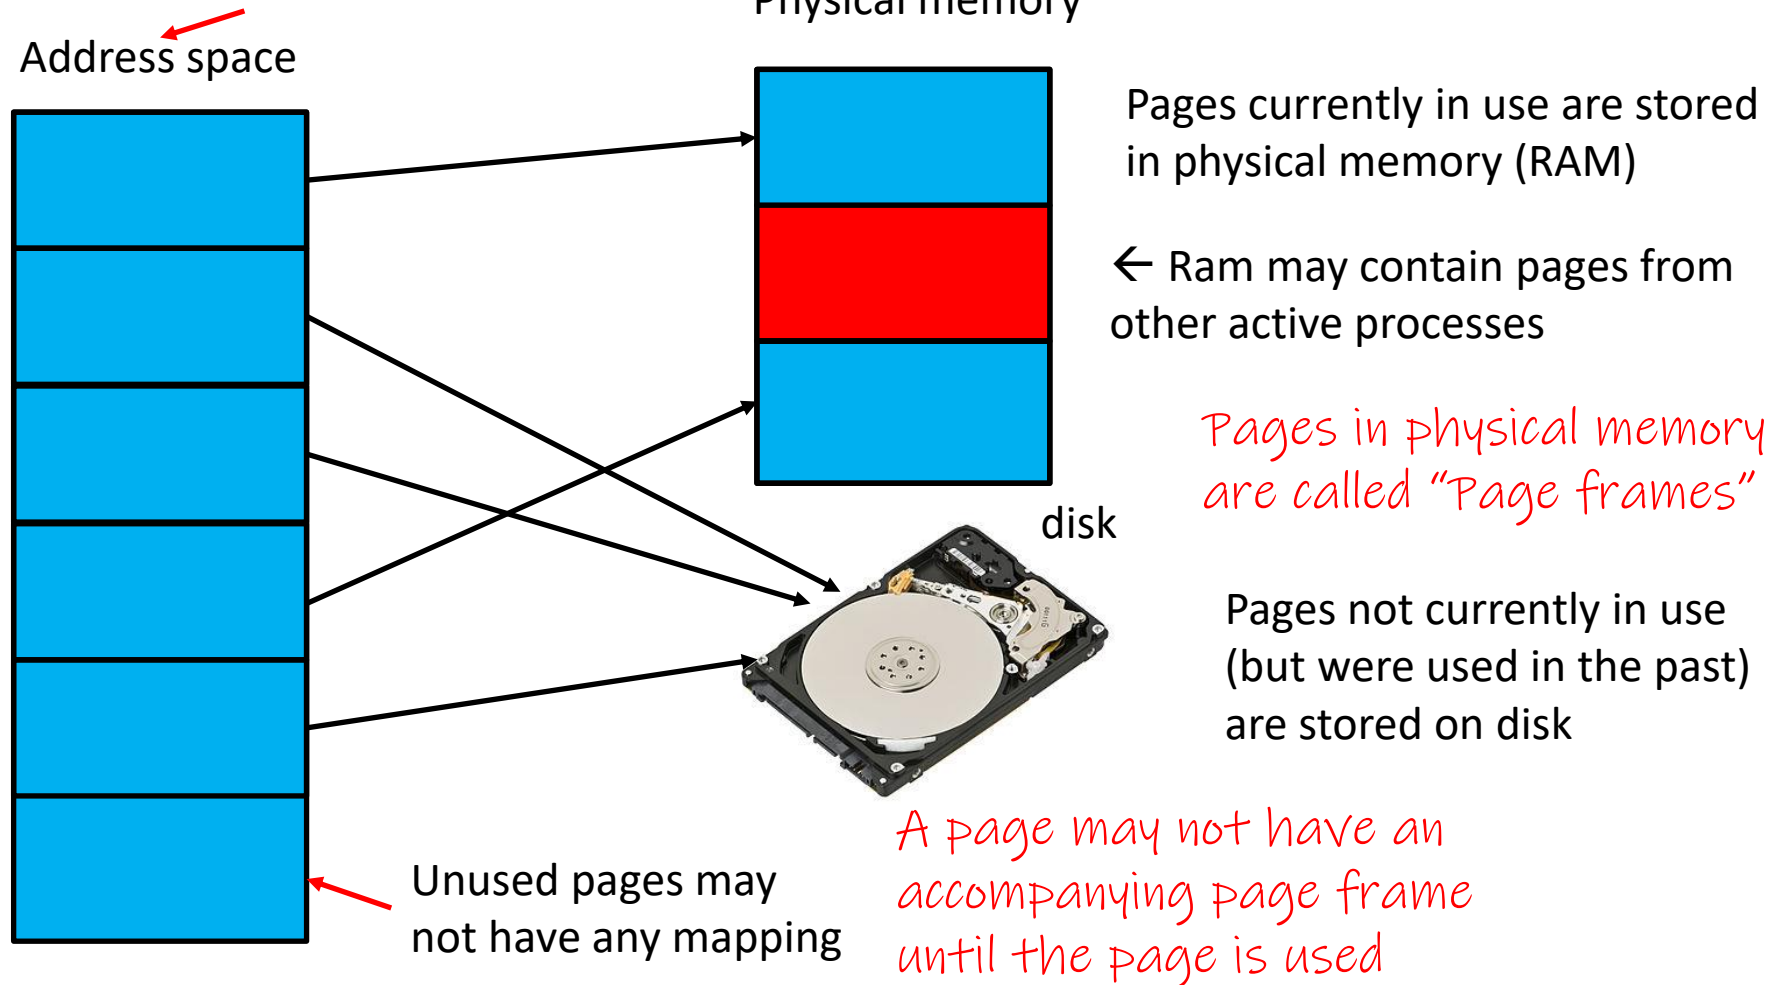 Physical memory
Address space
Pages currently in use are stored
in physical memory (RAM)
← Ram may contain pages from
other active processes
Pages in physical memory
are called “Page frames”
disk
Pages not currently in use
(but were used in the past)
are stored on disk
Unused pages may
not have any mapping
A page may not have an
accompanying page frame
until the page is used